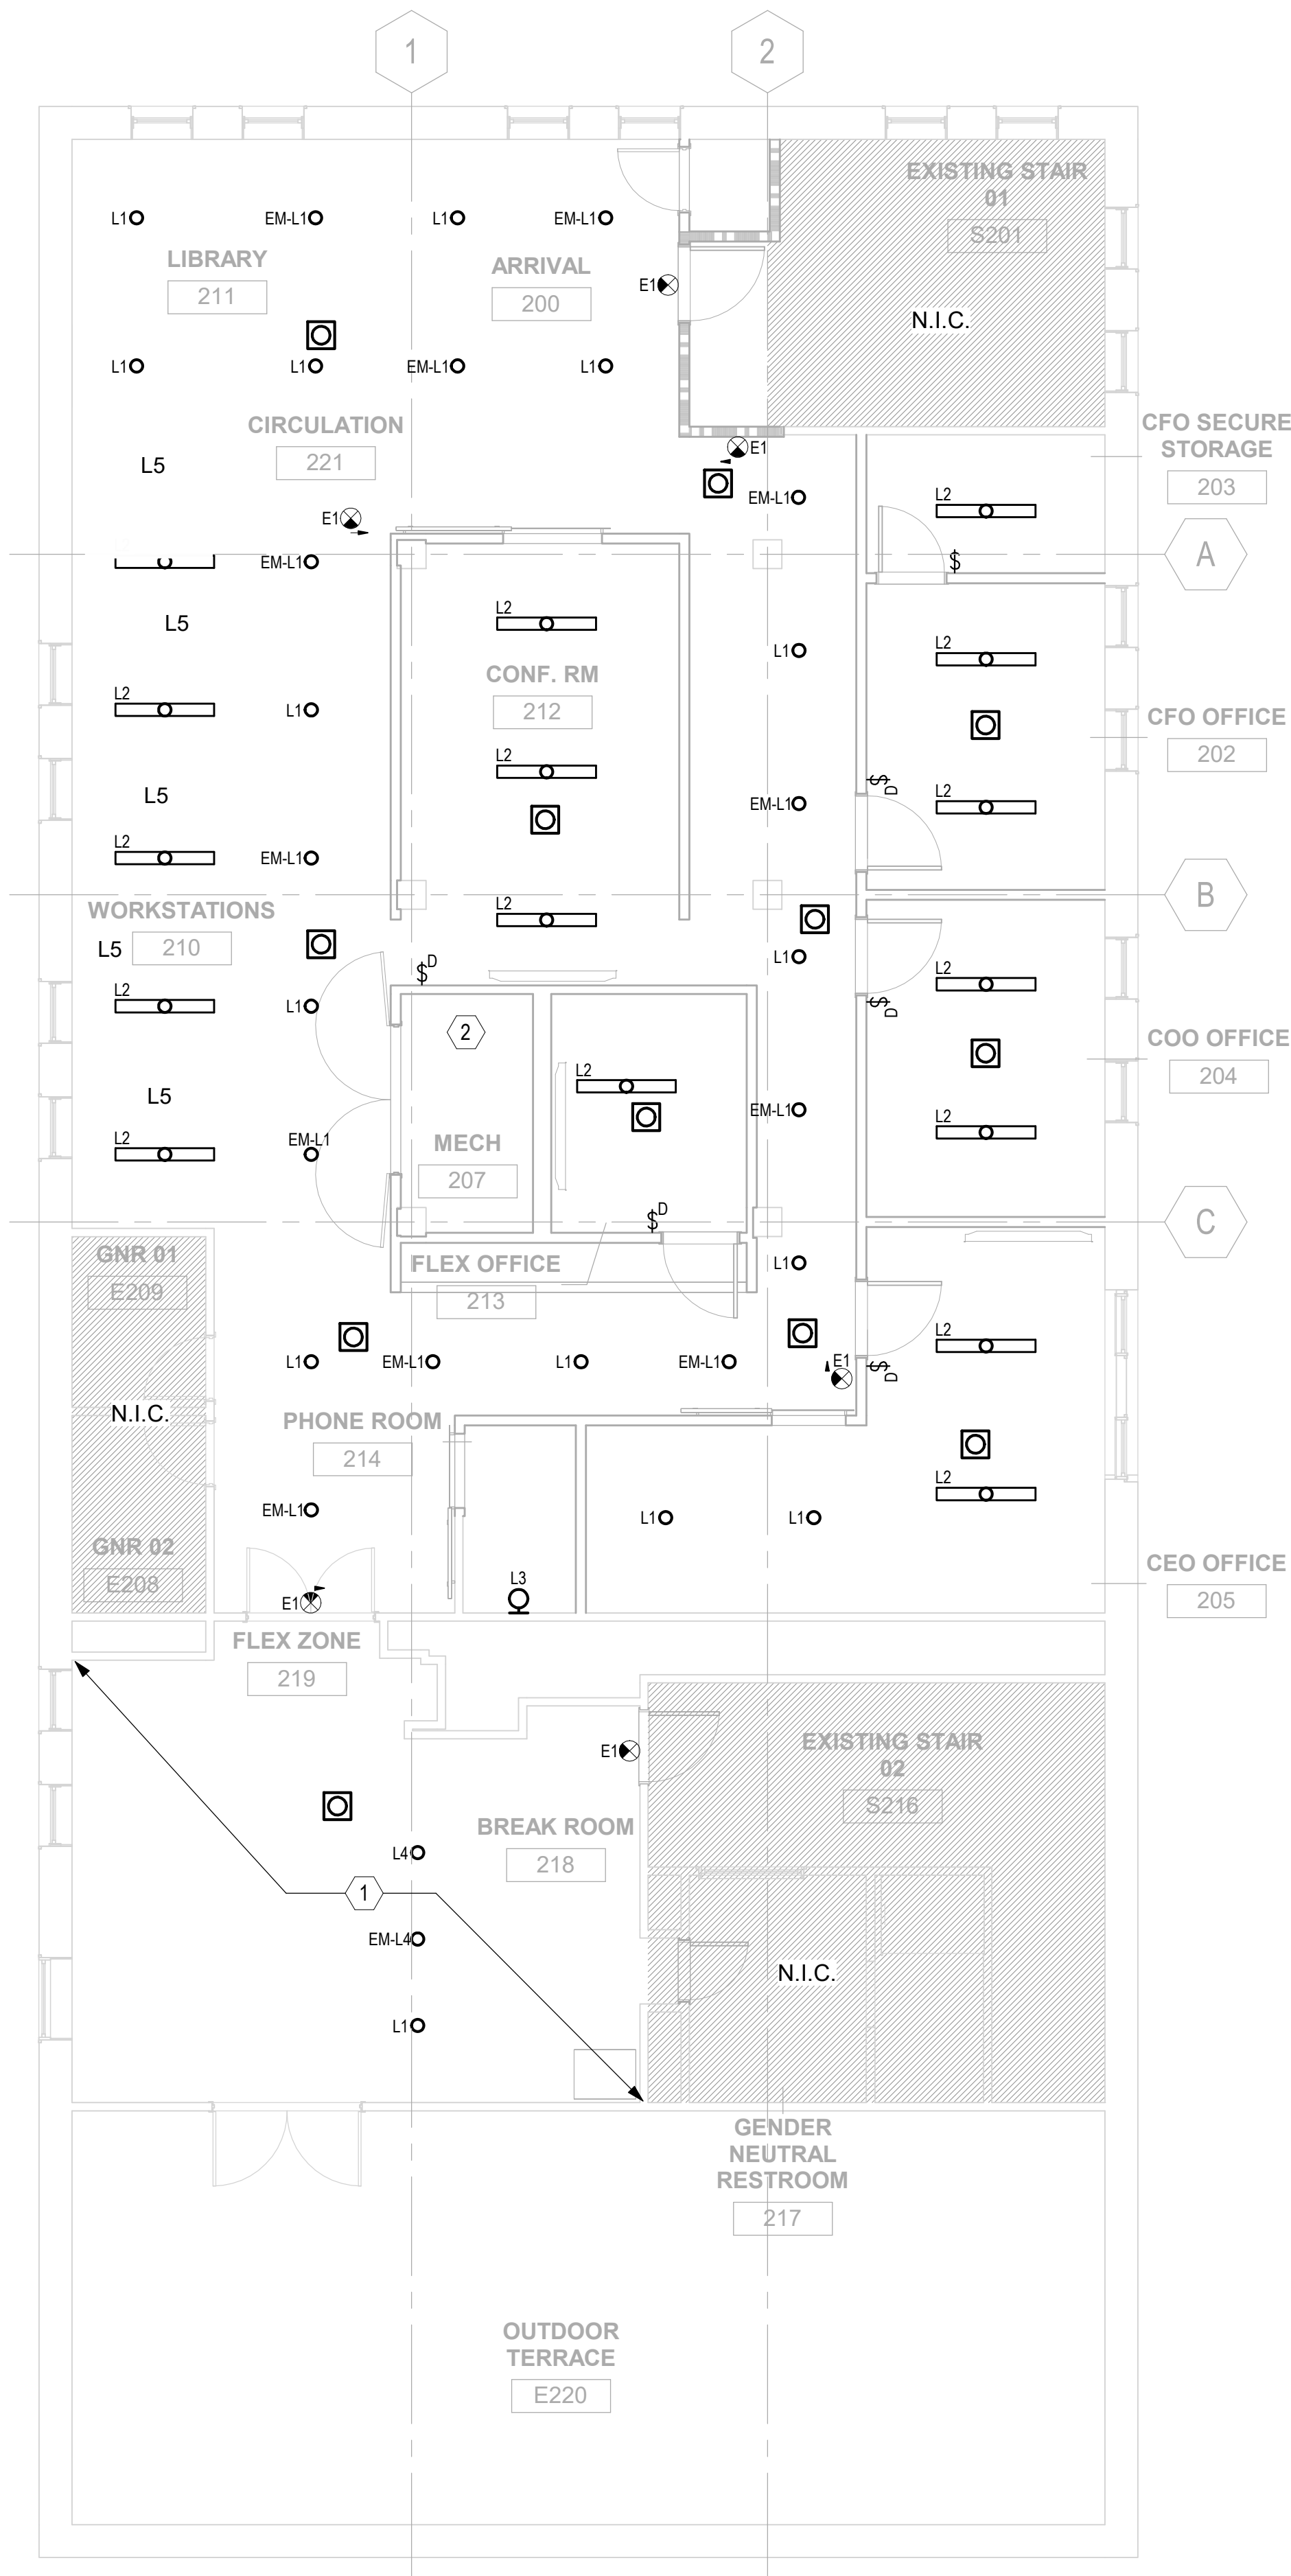 1
2
EXISTING STAIR
01
S201
N.I.C.
L1
EM-L1
L1
EM-L1
LIBRARY
211
ARRIVAL
200
E1
L1
L1
EM-L1
L1
CIRCULATION
221
CFO SECURE
STORAGE
203
E1
L5
EM-L1
L2
E1
EM-L1
$
A
L5
L2
L2
L1
CONF. RM
212
L2
L1
CFO OFFICE
202
L2
L5
$D
L2
EM-L1
L2
EM-L1
B
WORKSTATIONS
L5
210
L2
$D
L1
L2
L2
L1
$D
2
COO OFFICE
204
L5
L2
EM-L1
L2
L2
EM-L1
MECH
207
$D
C
GNR 01
E209
FLEX OFFICE
213
L1
L1
EM-L1
L1
EM-L1
E1
$D
L2
N.I.C.
PHONE ROOM
214
L2
EM-L1
L1
L1
GNR 02
E208
E1
L3
CEO OFFICE
205
FLEX ZONE
219
E1
EXISTING STAIR
02
S216
BREAK ROOM
218
L4
1
EM-L4
N.I.C.
L1
GENDER
NEUTRAL
RESTROOM
217
OUTDOOR
TERRACE
E220